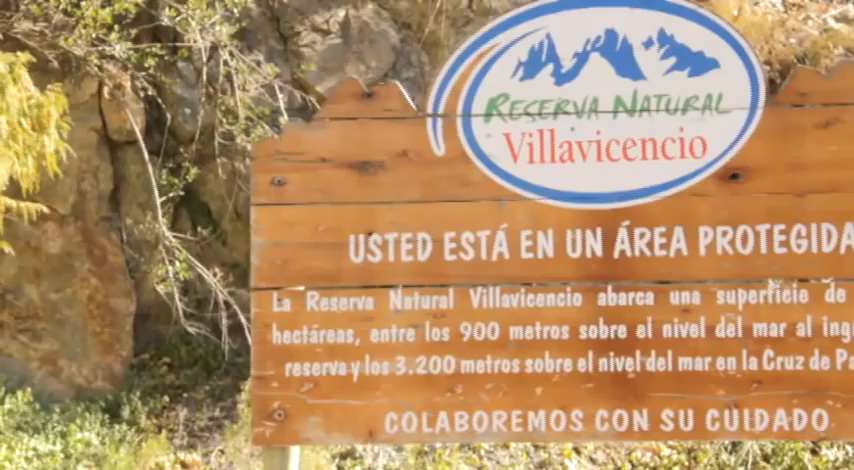 RESERVA NATURAL
Villavicencio
USTED ESTÁ EN UN ÁREA PROTEGIDA
La Reserva Natural Villavicencio abarca una superficie de
hectáreas, entre los 900 metros sobre el nivel del mar al
reserva y los 3.200 metros sobre el nivel del mar en la Cruz de
COLABOREMOS CON SU CUIDADO